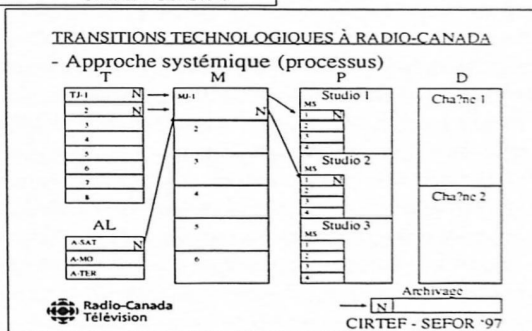 TRANSITIONS TECHNOLOGIQUES À RADIO-CANADA
- Approche systémique (processus)
T M P D
TJ-1 N
2 N
3
4
5
6
7
8
AL
A-SAT N
A-MO
A-TER
MJ-1
N
2
3
4
5
6
Studio 1
MS
1 N
2
3
4
Studio 2
MS
1 N
2
3
4
Studio 3
MS
1
2
3
4
Cha?ne 1
Cha?ne 2
Archivage
N
Radio-Canada
Télévision
CIRTEF - SEFOR '97